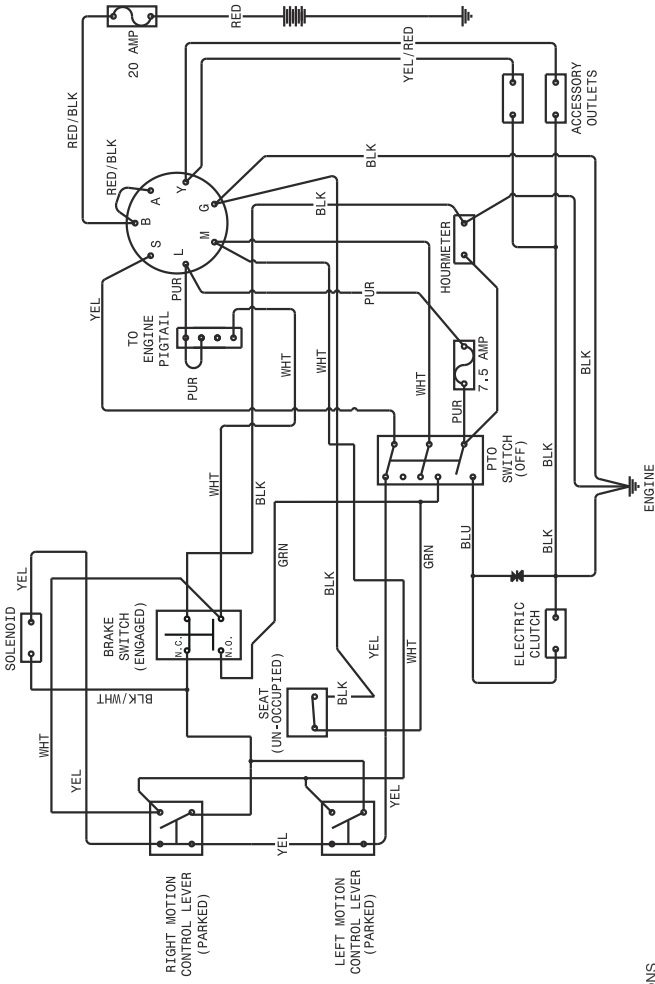 RED
20 AMP
RED/BLK
RED/BLK
YEL/RED
ACCESSORY
OUTLETS
BLK
A
B
Y
G
S
L
M
BLK
HOURMETER
YEL
PUR
TO
ENGINE
PIGTAIL
PUR
PUR
WHT
WHT
WHT
PUR
7.5 AMP
BLK
PTO
SWITCH
(OFF)
WHT
BLK
GRN
BLK
BLU
GRN
BLK
BLK
ENGINE
SOLENOID
YEL
BRAKE
SWITCH
(ENGAGED)
N.C.
N.O.
ELECTRIC
CLUTCH
BLK/WHT
SEAT
(UN-OCCUPIED)
BLK
YEL
WHT
WHT
YEL
YEL
YEL
RIGHT MOTION
CONTROL LEVER
(PARKED)
LEFT MOTION
CONTROL LEVER
(PARKED)